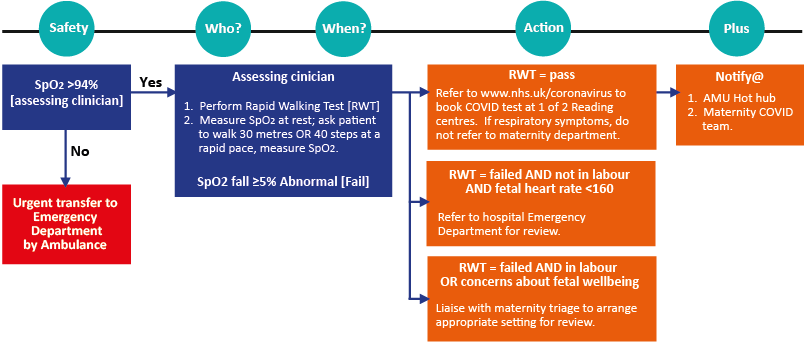 Safety
Who?
When?
Action
Plus
SpO2 >94%
[assessing clinician]
Yes
No
Urgent transfer to
Emergency
Department
by Ambulance
Assessing cinician
1. Perform Rapid Walking Test [RWT]
2. Measure SpO2 at rest; ask patient
to walk 30 metres OR 40 steps at a
rapid pace, measure SpO2.
SpO2 fall ≥5% Abnormal [Fail]
RWT = pass
Refer to www.nhs.uk/coronavirus to
book COVID test at 1 of 2 Reading
centres. If respiratory symptoms, do
not refer to maternity department.
RWT = failed AND not in labour
AND fetal heart rate <160
Refer to hospital Emergency
Department for review.
RWT = failed AND in labour
OR concerns about fetal wellbeing
Liaise with maternity triage to arrange
appropriate setting for review.
Notify@
1. AMU Hot hub
2. Maternity COVID
team.